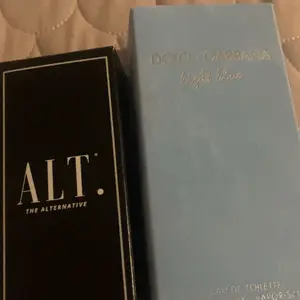 ALT.
THE ALTERNATIVE
DOLCE GABBANA
light blue
EAU DE TOILETTE